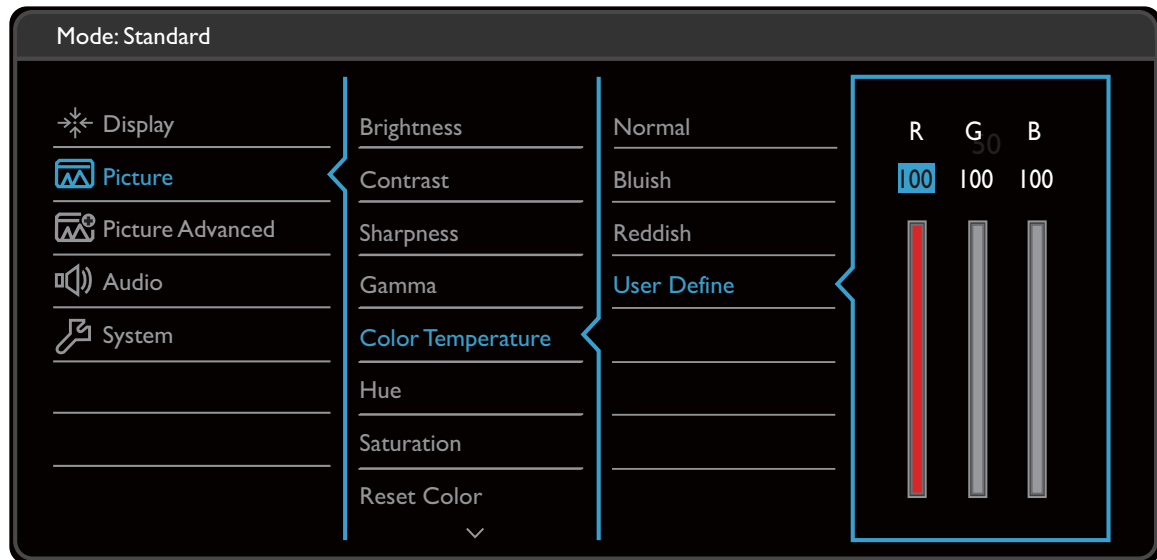 Mode: Standard
Display
Picture
Picture Advanced
Audio
System
Brightness
Contrast
Sharpness
Gamma
Color Temperature
Hue
Saturation
Reset Color
Normal
Bluish
Reddish
User Define
R G B
50
100 100 100